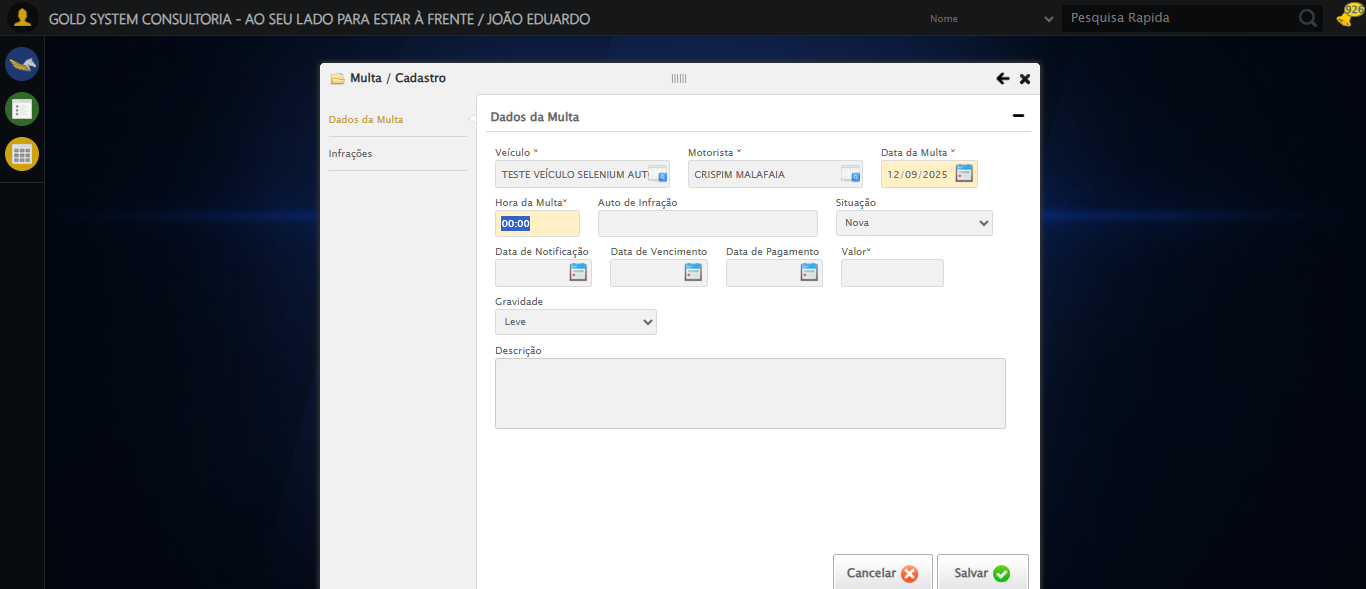 GOLD SYSTEM CONSULTORIA - AO SEU LADO PARA ESTAR À FRENTE / JOÃO EDUARDO
Nome
Pesquisa Rapida
926
Multa / Cadastro
Dados da Multa
Infrações
Dados da Multa
Veículo * Motorista * Data da Multa *
TESTE VEÍCULO SELENIUM AUT CRISPIM MALAFAIA 12/09/2025
Hora da Multa* Auto de Infração Situação
00:00 Nova
Data de Notificação Data de Vencimento Data de Pagamento Valor*
Gravidade
Leve
Descrição
Cancelar Salvar